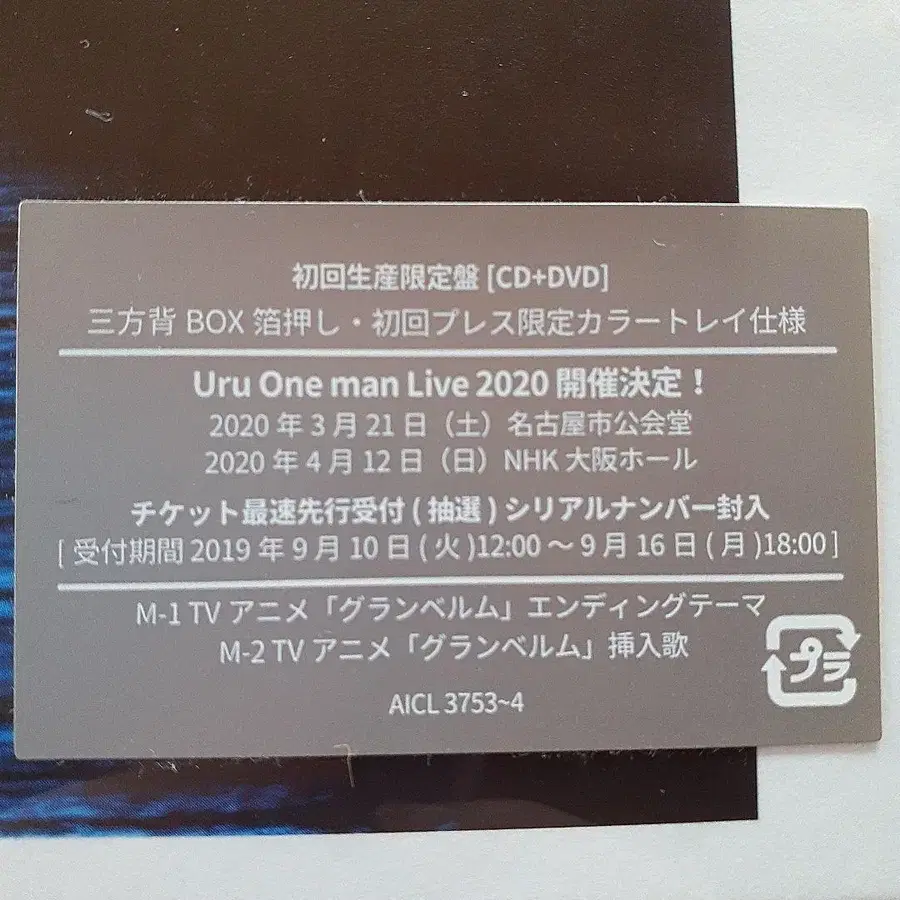 初回生産限定盤 [CD+DVD]
三方背 BOX 箔押し・初回プレス限定カラートレイ仕様
Uru One man Live 2020 開催決定！
2020 年 3 月 21 日（土）名古屋市公会堂
2020 年 4 月 12 日（日）NHK 大阪ホール
チケット最速先行受付 ( 抽選 ) シリアルナンバー封入
[ 受付期間 2019 年 9 月 10 日 ( 火 )12:00 ～ 9 月 16 日 ( 月 )18:00 ]
M-1 TV アニメ「グランベルム」エンディングテーマ
M-2 TV アニメ「グランベルム」挿入歌
プラ
AICL 3753~4